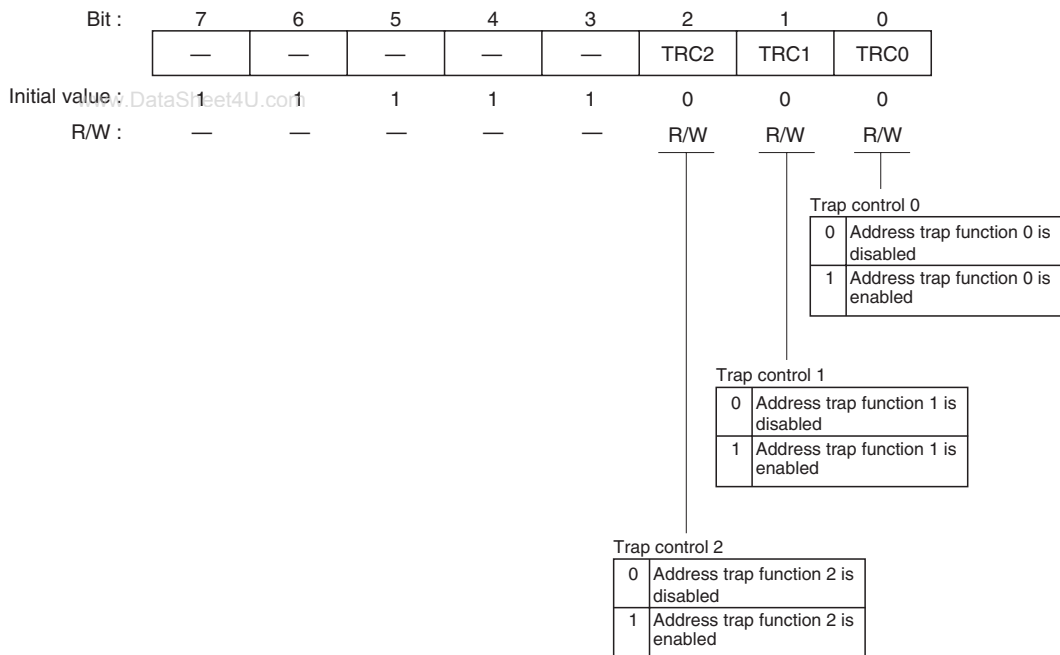 Bit : 7 6 5 4 3 2 1 0
— — — — — TRC2 TRC1 TRC0
Initial value : 1 1 1 1 1 0 0 0
www.DataSheet4U.com
R/W : — — — — — R/W R/W R/W
Trap control 0
0 Address trap function 0 is
disabled
1 Address trap function 0 is
enabled
Trap control 1
0 Address trap function 1 is
disabled
1 Address trap function 1 is
enabled
Trap control 2
0 Address trap function 2 is
disabled
1 Address trap function 2 is
enabled